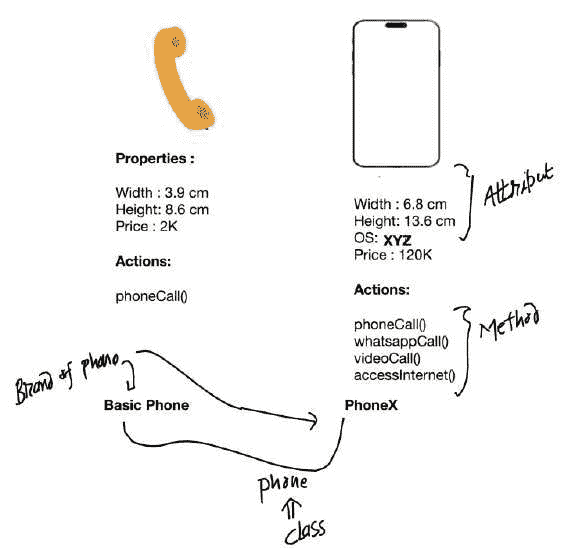 Properties :
Width : 3.9 cm
Height: 8.6 cm
Price : 2K
Actions:
phoneCall()
Brand of phone
Basic Phone
Width : 6.8 cm
Height: 13.6 cm
OS: XYZ
Price : 120K
Attribut
Actions:
phoneCall()
whatsappCall()
videoCall()
accessInternet()
Method
PhoneX
phone
class